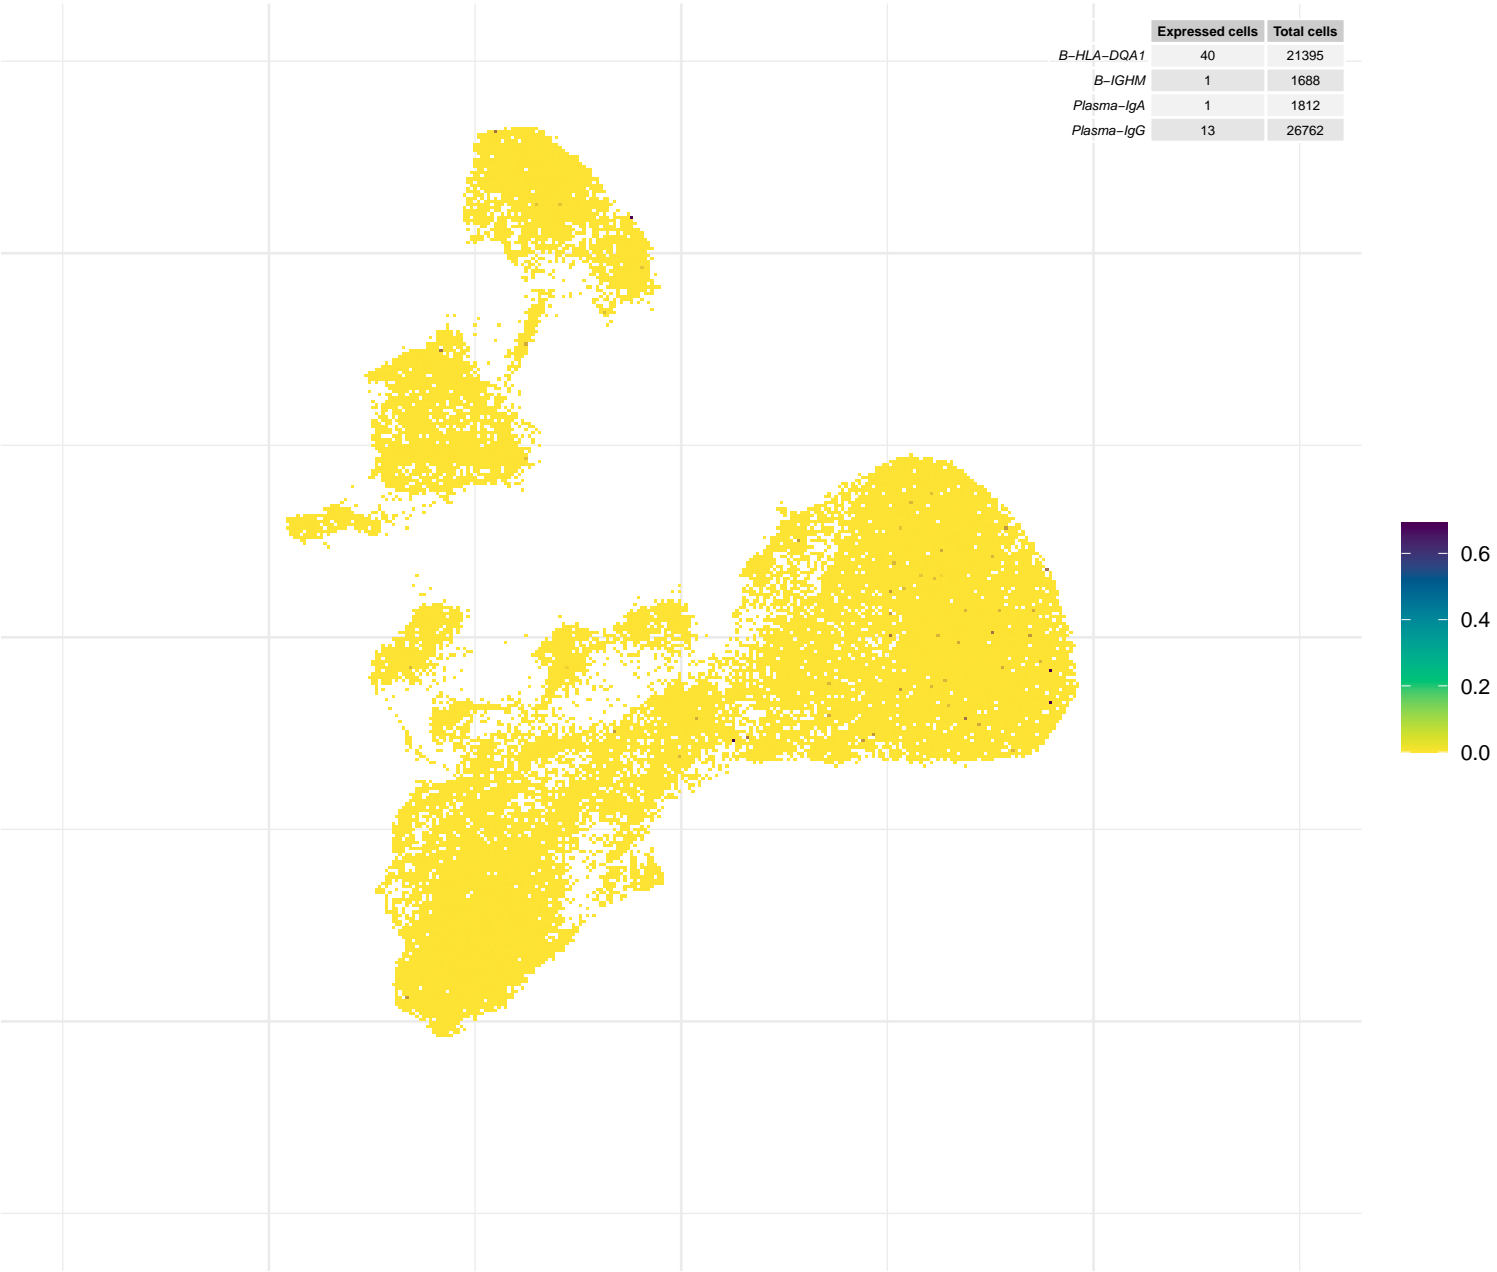 Expressed cells Total cells
B−HLA−DQA1 40 21395
B−IGHM 1 1688
Plasma−IgA 1 1812
Plasma−IgG 13 26762
0.6
0.4
0.2
0.0